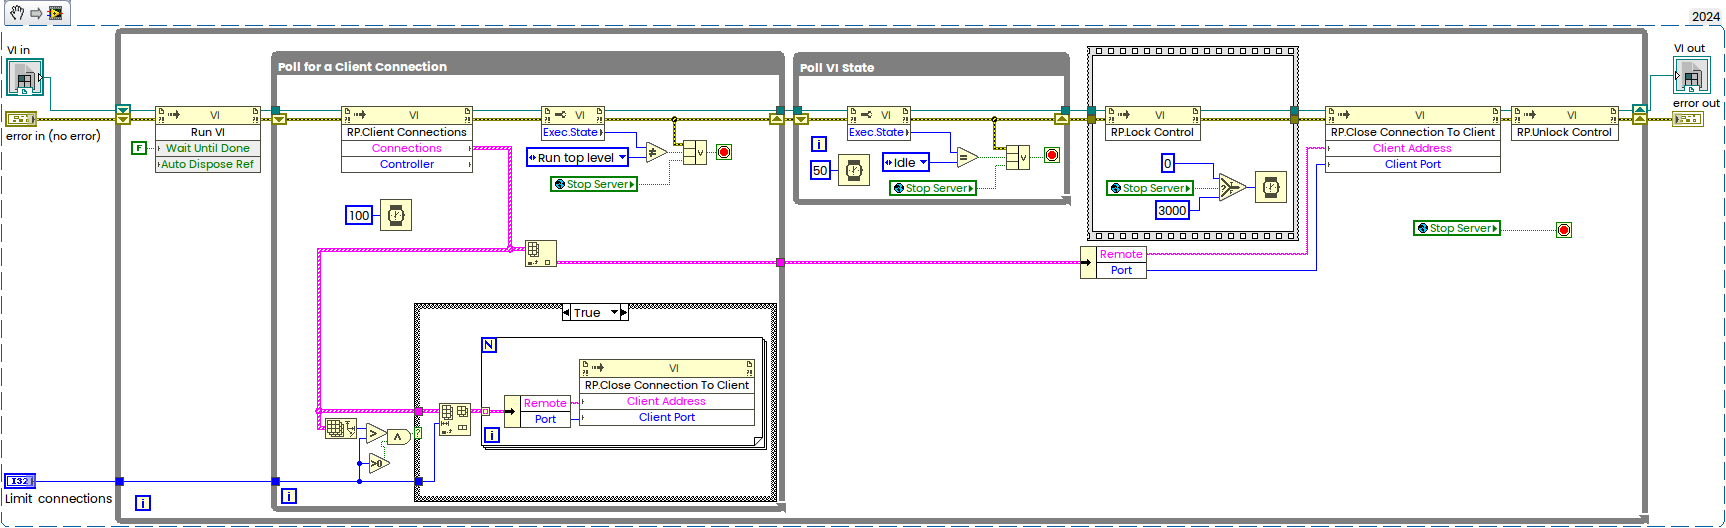 2024
VI in
error in (no error)
VI
Run VI
Wait Until Done
Auto Dispose Ref
F
Poll for a Client Connection
VI
RP.Client Connections
Connections
Controller
100
VI
Exec.State
Run top level
≠
V
Stop Server
True
N
VI
RP.Close Connection To Client
Client Address
Client Port
Remote
Port
i
>
∧
>0
?
I32
Limit connections
i
i
Poll VI State
VI
Exec.State
i
50
Idle
=
V
Stop Server
VI
RP.Lock Control
0
Stop Server
?
3000
Remote
Port
VI
RP.Close Connection To Client
Client Address
Client Port
VI
RP.Unlock Control
Stop Server
VI out
error out